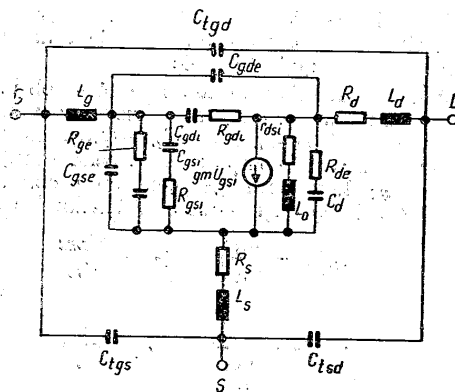 C_tgd
C_gde
G
L_g
R_d
L_d
D
R_ge
C_gdi
R_gdi
r_dsi
C_gse
C_gsi
g_m U_gsi
R_gsi
R_de
L_o
C_d
R_s
L_s
C_tgs
C_tsd
S